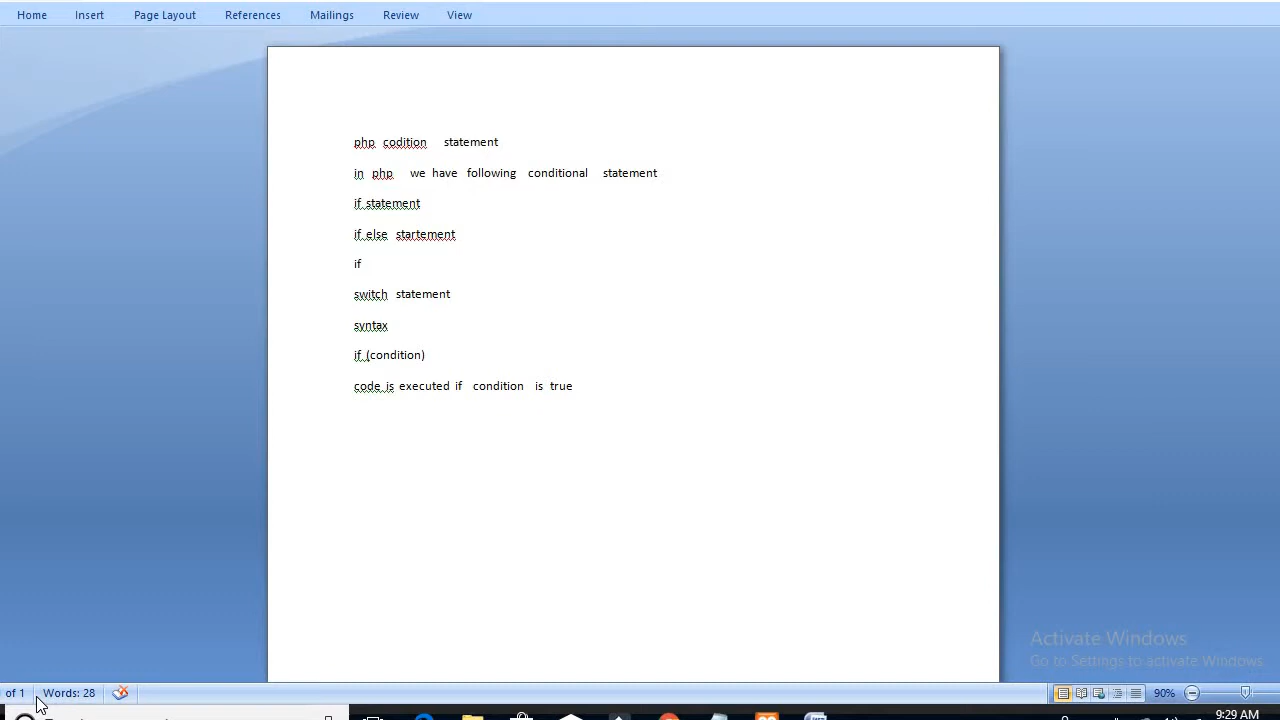 Home Insert Page Layout References Mailings Review View
php codition statement
in php we have following conditional statement
if statement
if else startement
if
switch statement
syntax
if (condition)
code is executed if condition is true
Activate Windows
Go to Settings to activate Windows.
of 1 Words: 28 90%
9:29 AM